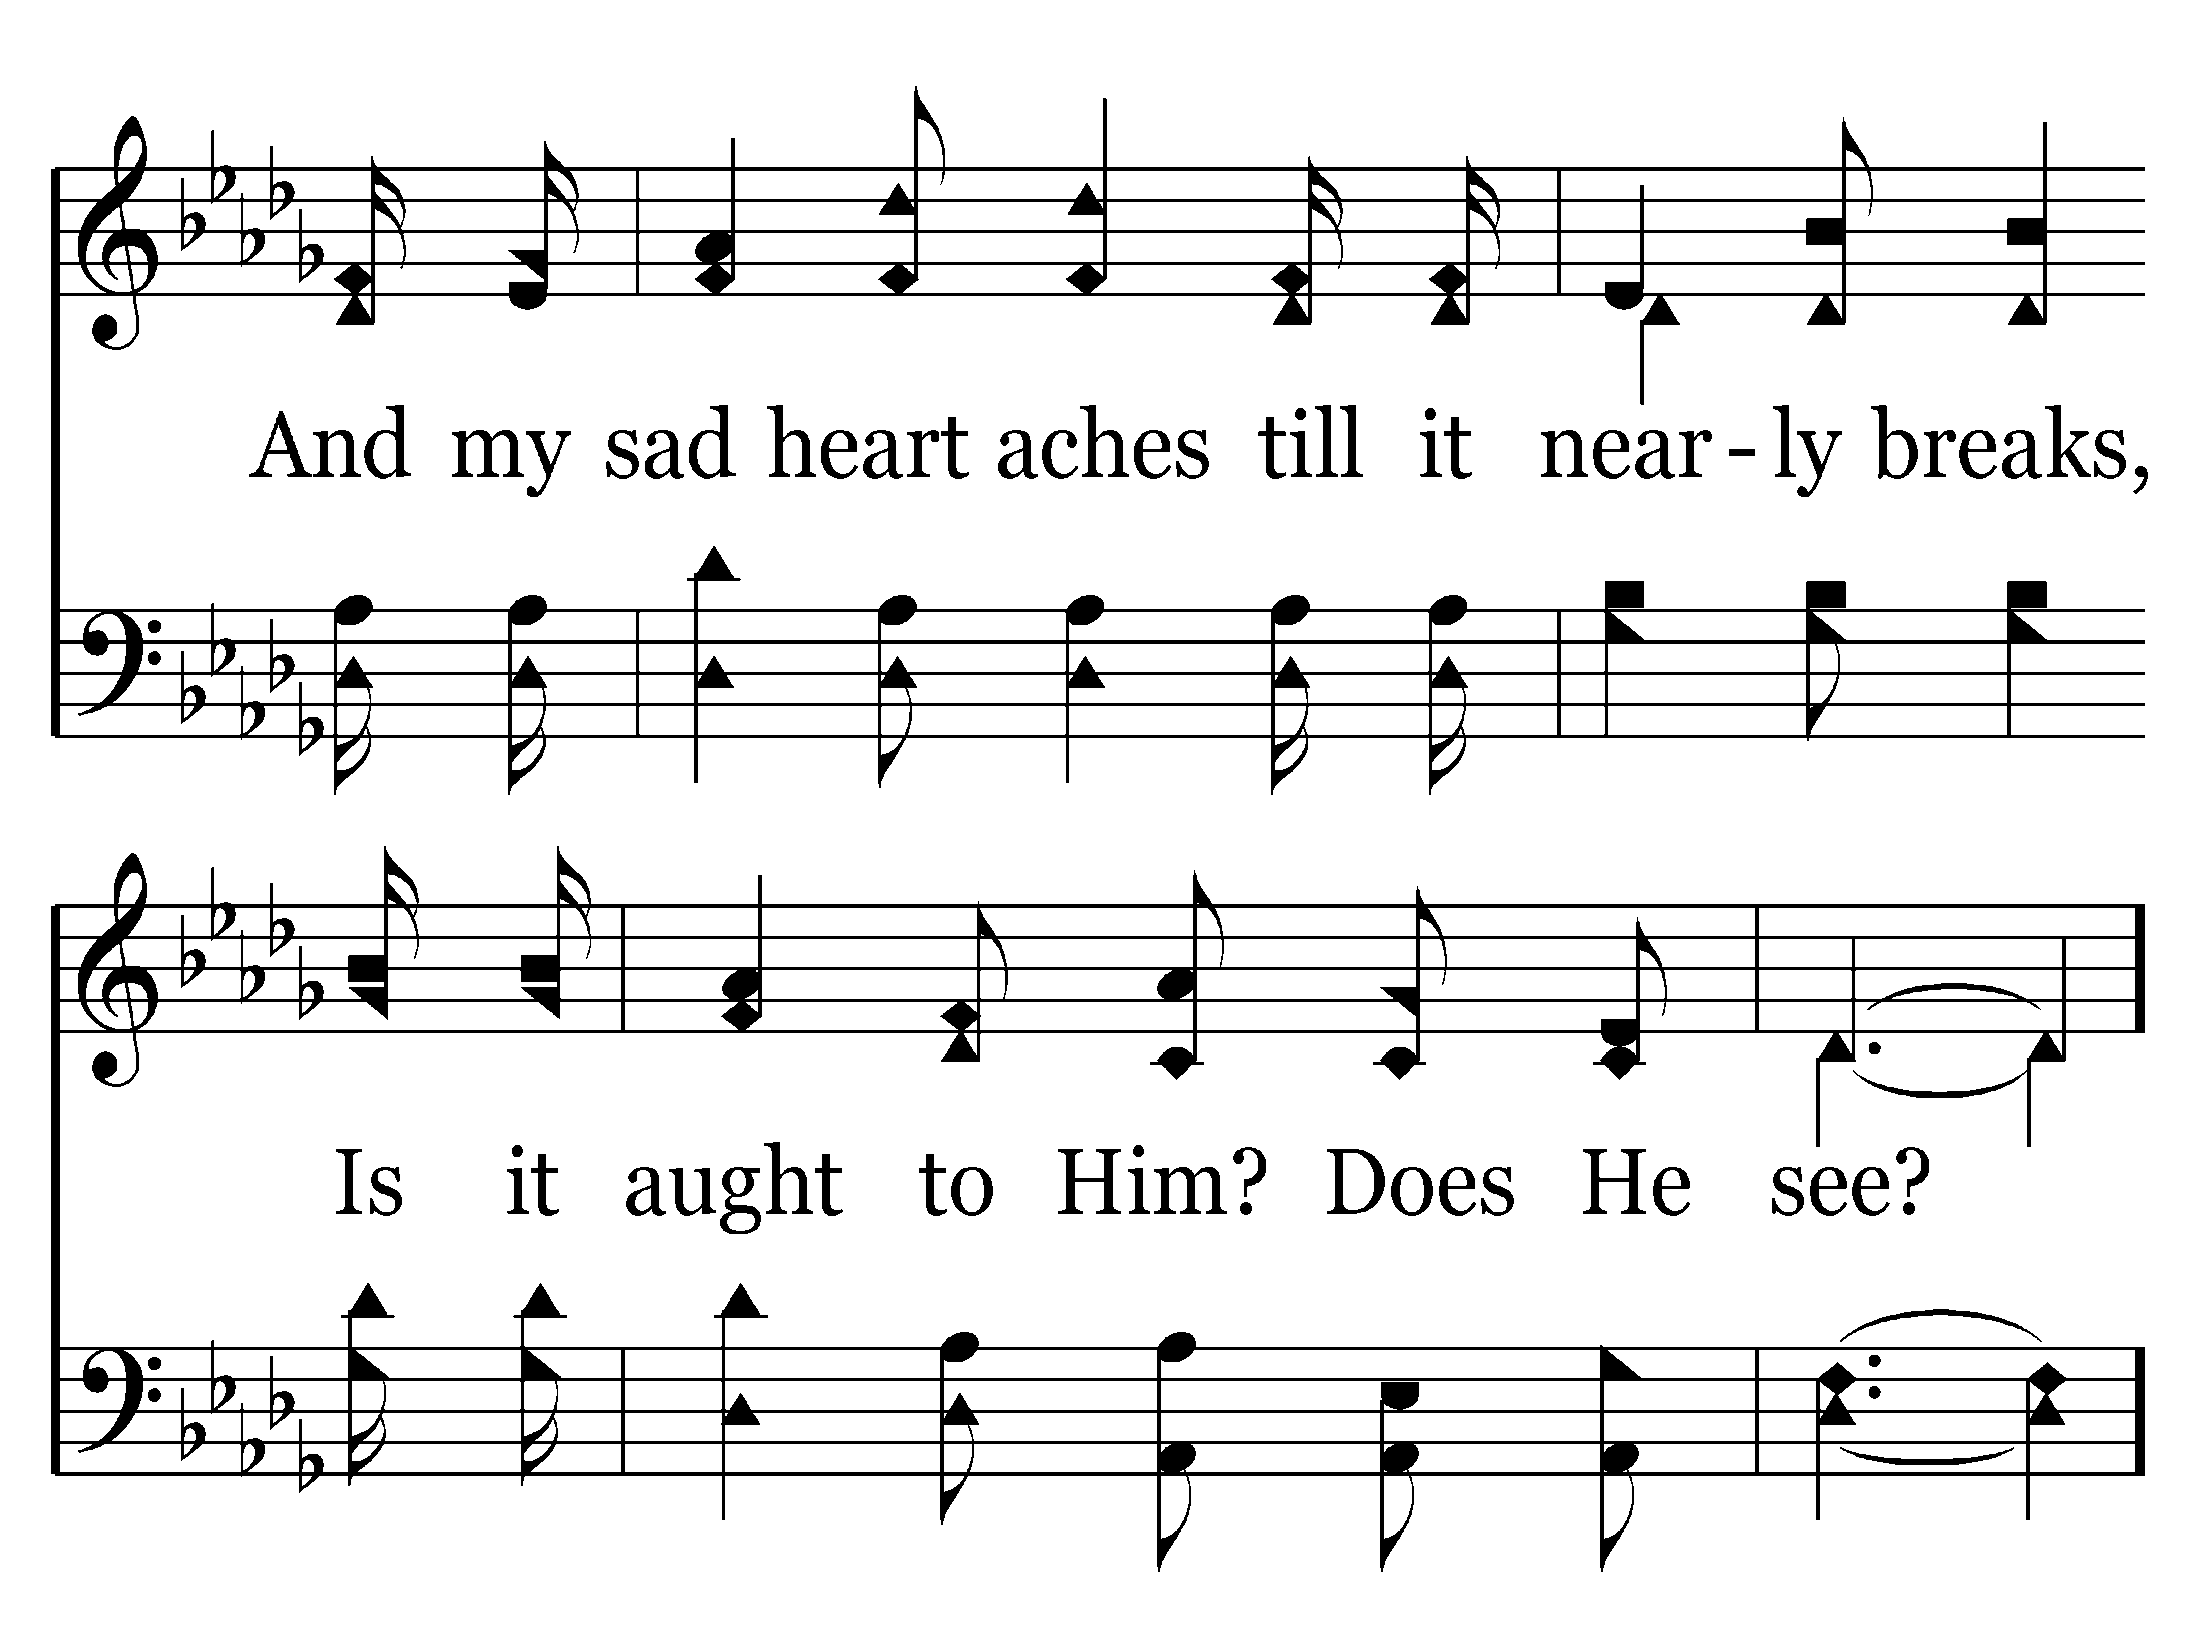 And my sad heart aches till it near-ly breaks,
Is it aught to Him? Does He see?